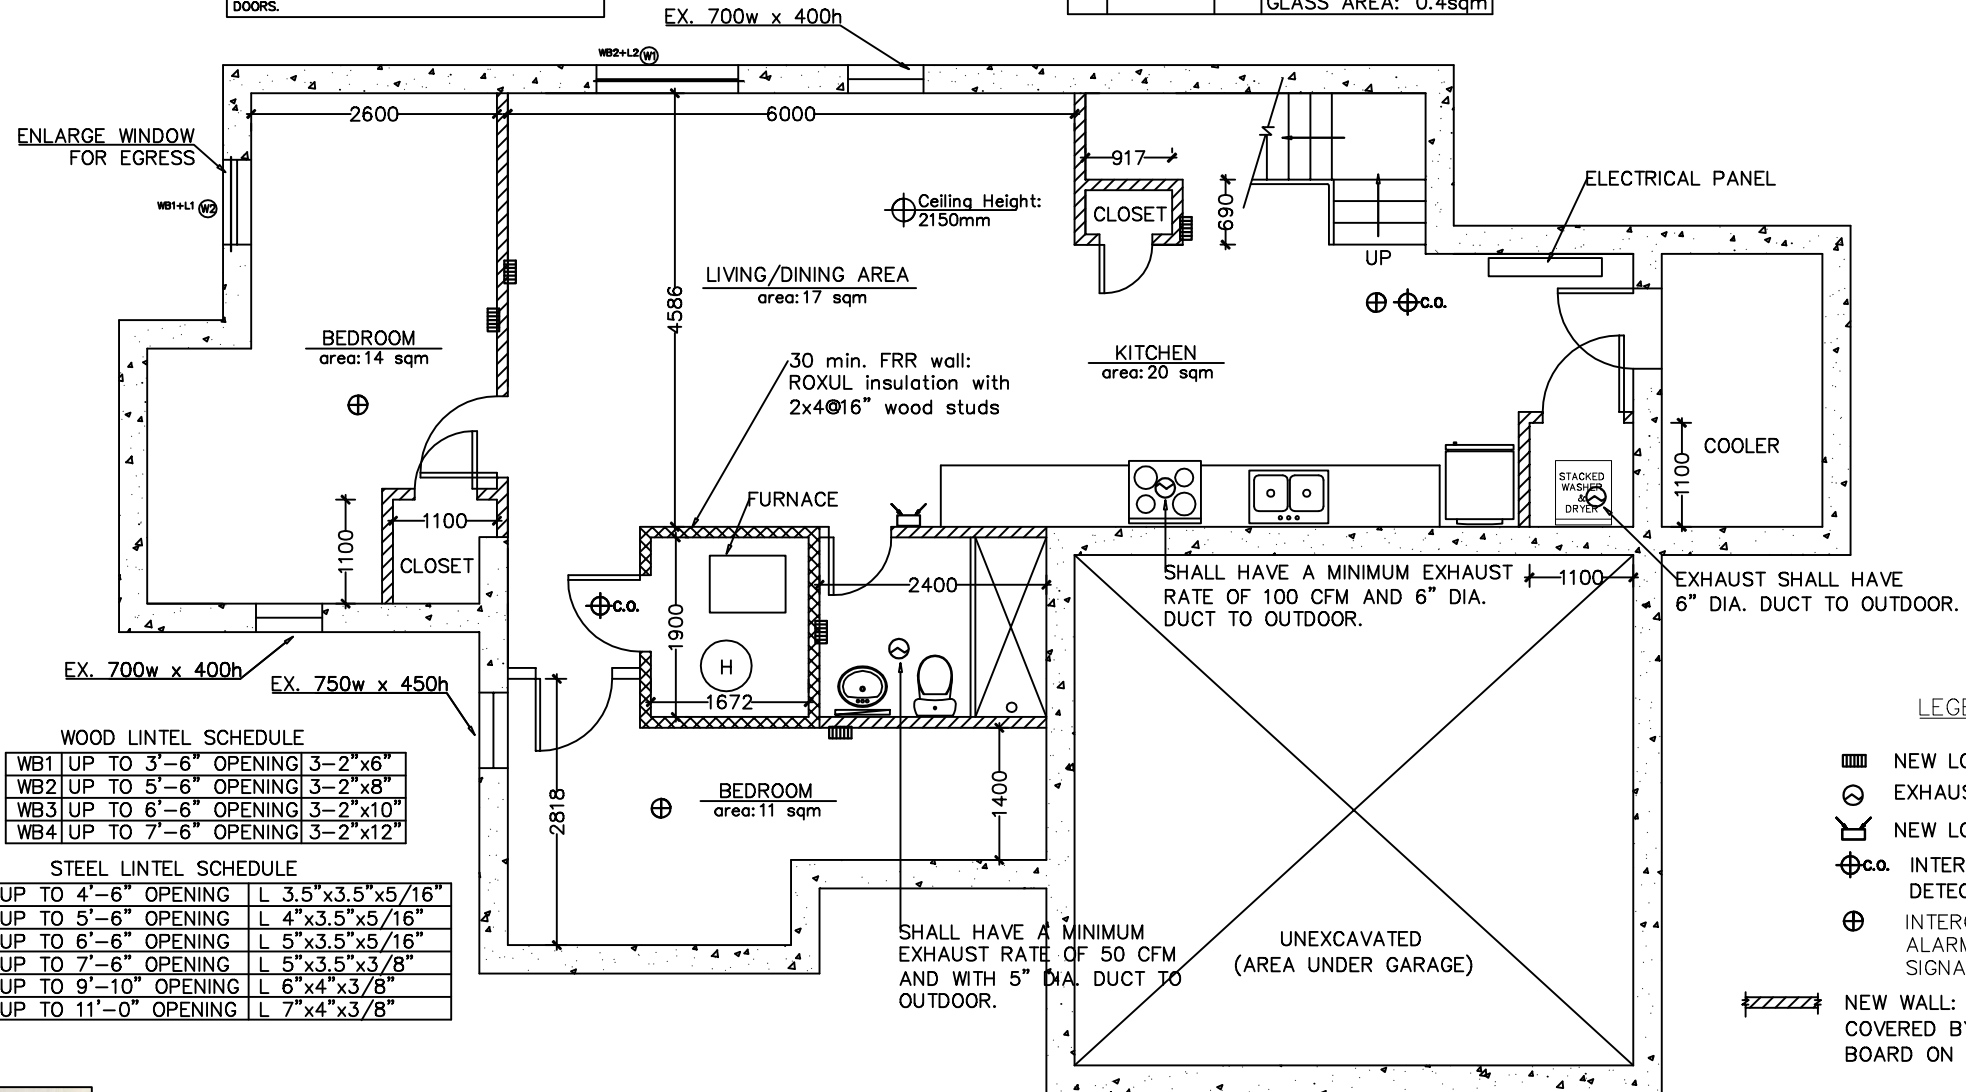 DOORS.
GLASS AREA: 0.4sqm
EX. 700w x 400h
WB2+L2 W1
2600
6000
ENLARGE WINDOW
FOR EGRESS
WB1+L1 W2
917
690
CLOSET
Ceiling Height:
2150mm
ELECTRICAL PANEL
UP
LIVING/DINING AREA
area:17 sqm
4586
C.O.
BEDROOM
area:14 sqm
30 min. FRR wall:
ROXUL insulation with
2x4@16" wood studs
KITCHEN
area:20 sqm
COOLER
1100
STACKED
WASHER
&
DRYER
FURNACE
1100
1100
CLOSET
2400
SHALL HAVE A MINIMUM EXHAUST
RATE OF 100 CFM AND 6" DIA.
DUCT TO OUTDOOR.
1100
EXHAUST SHALL HAVE
6" DIA. DUCT TO OUTDOOR.
C.O.
1900
H
1672
EX. 700w x 400h
EX. 750w x 450h
WOOD LINTEL SCHEDULE
WB1 UP TO 3'-6" OPENING 3-2"x6"
WB2 UP TO 5'-6" OPENING 3-2"x8"
WB3 UP TO 6'-6" OPENING 3-2"x10"
WB4 UP TO 7'-6" OPENING 3-2"x12"
STEEL LINTEL SCHEDULE
UP TO 4'-6" OPENING L 3.5"x3.5"x5/16"
UP TO 5'-6" OPENING L 4"x3.5"x5/16"
UP TO 6'-6" OPENING L 5"x3.5"x5/16"
UP TO 7'-6" OPENING L 5"x3.5"x3/8"
UP TO 9'-10" OPENING L 6"x4"x3/8"
UP TO 11'-0" OPENING L 7"x4"x3/8"
2818
BEDROOM
area:11 sqm
1400
SHALL HAVE A MINIMUM
EXHAUST RATE OF 50 CFM
AND WITH 5" DIA. DUCT TO
OUTDOOR.
UNEXCAVATED
(AREA UNDER GARAGE)
LEGE
NEW LO
EXHAUS
NEW LO
C.O. INTER
DETEC
INTERC
ALARM
SIGNA
NEW WALL:
COVERED BY
BOARD ON